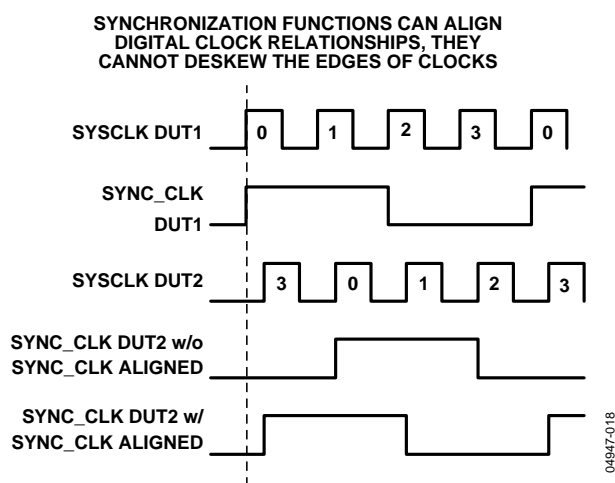 SYNCHRONIZATION FUNCTIONS CAN ALIGN
DIGITAL CLOCK RELATIONSHIPS, THEY
CANNOT DESKEW THE EDGES OF CLOCKS
SYSCLK DUT1
0 1 2 3 0
SYNC_CLK
DUT1
SYSCLK DUT2
3 0 1 2 3
SYNC_CLK DUT2 w/o
SYNC_CLK ALIGNED
SYNC_CLK DUT2 w/
SYNC_CLK ALIGNED
04947-018